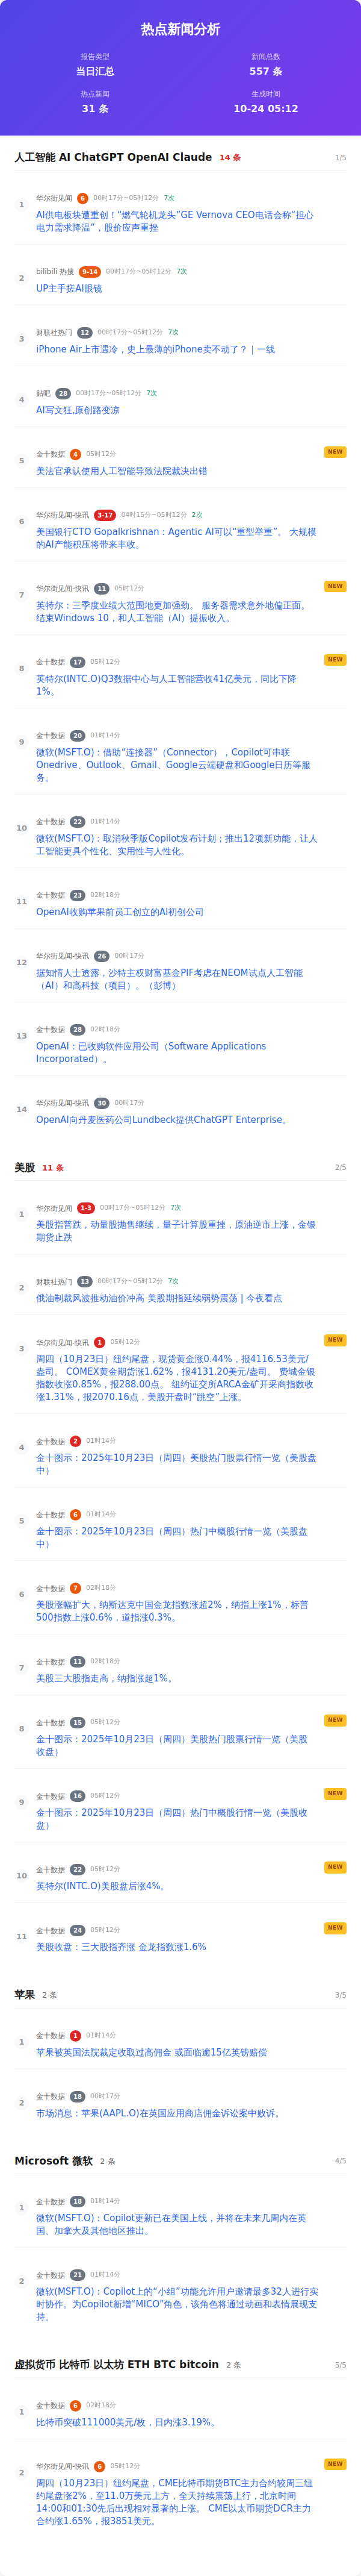 热点新闻分析
报告类型
新闻总数
当日汇总
557 条
热点新闻
生成时间
31 条
10-24 05:12
人工智能 AI ChatGPT OpenAI Claude 14 条 1/5
1
华尔街见闻 6 00时17分~05时12分 7次
AI供电板块遭重创！“燃气轮机龙头”GE Vernova CEO电话会称“担心
电力需求降温”，股价应声重挫
2
bilibili 热搜 9-14 00时17分~05时12分 7次
UP主手搓AI眼镜
3
财联社热门 12 00时17分~05时12分 7次
iPhone Air上市遇冷，史上最薄的iPhone卖不动了？｜一线
4
贴吧 28 00时17分~05时12分 7次
AI写文狂,原创路变凉
5
金十数据 4 05时12分 NEW
美法官承认使用人工智能导致法院裁决出错
6
华尔街见闻-快讯 3-17 04时15分~05时12分 2次
美国银行CTO Gopalkrishnan：Agentic AI可以“重型举重”。 大规模
的AI产能积压将带来丰收。
7
华尔街见闻-快讯 11 05时12分 NEW
英特尔：三季度业绩大范围地更加强劲。 服务器需求意外地偏正面。
结束Windows 10，和人工智能（AI）提振收入。
8
金十数据 17 05时12分 NEW
英特尔(INTC.O)Q3数据中心与人工智能营收41亿美元，同比下降
1%。
9
金十数据 20 01时14分
微软(MSFT.O)：借助“连接器”（Connector），Copilot可串联
Onedrive、Outlook、Gmail、Google云端硬盘和Google日历等服
务。
10
金十数据 22 01时14分
微软(MSFT.O)：取消秋季版Copilot发布计划；推出12项新功能，让人
工智能更具个性化、实用性与人性化。
11
金十数据 23 02时18分
OpenAI收购苹果前员工创立的AI初创公司
12
华尔街见闻-快讯 26 00时17分
据知情人士透露，沙特主权财富基金PIF考虑在NEOM试点人工智能
（AI）和高科技（项目）。（彭博）
13
金十数据 28 02时18分
OpenAI：已收购软件应用公司（Software Applications
Incorporated）。
14
华尔街见闻-快讯 30 00时17分
OpenAI向丹麦医药公司Lundbeck提供ChatGPT Enterprise。
美股 11 条 2/5
1
华尔街见闻 1-3 00时17分~05时12分 7次
美股指普跌，动量股抛售继续，量子计算股重挫，原油逆市上涨，金银
期货止跌
2
财联社热门 13 00时17分~05时12分 7次
俄油制裁风波推动油价冲高 美股期指延续弱势震荡 | 今夜看点
3
华尔街见闻-快讯 1 05时12分 NEW
周四（10月23日）纽约尾盘，现货黄金涨0.44%，报4116.53美元/
盎司。 COMEX黄金期货涨1.62%，报4131.20美元/盎司。 费城金银
指数收涨0.85%，报288.00点。 纽约证交所ARCA金矿开采商指数收
涨1.31%，报2070.16点，美股开盘时“跳空”上涨。
4
金十数据 2 01时14分
金十图示：2025年10月23日（周四）美股热门股票行情一览（美股盘
中）
5
金十数据 6 01时14分
金十图示：2025年10月23日（周四）热门中概股行情一览（美股盘
中）
6
金十数据 7 02时18分
美股涨幅扩大，纳斯达克中国金龙指数涨超2%，纳指上涨1%，标普
500指数上涨0.6%，道指涨0.3%。
7
金十数据 11 02时18分
美股三大股指走高，纳指涨超1%。
8
金十数据 15 05时12分 NEW
金十图示：2025年10月23日（周四）美股热门股票行情一览（美股
收盘）
9
金十数据 16 05时12分 NEW
金十图示：2025年10月23日（周四）热门中概股行情一览（美股收
盘）
10
金十数据 22 05时12分 NEW
英特尔(INTC.O)美股盘后涨4%。
11
金十数据 24 05时12分 NEW
美股收盘：三大股指齐涨 金龙指数涨1.6%
苹果 2 条 3/5
1
金十数据 1 01时14分
苹果被英国法院裁定收取过高佣金 或面临逾15亿英镑赔偿
2
金十数据 18 00时17分
市场消息：苹果(AAPL.O)在英国应用商店佣金诉讼案中败诉。
Microsoft 微软 2 条 4/5
1
金十数据 18 01时14分
微软(MSFT.O)：Copilot更新已在美国上线，并将在未来几周内在英
国、加拿大及其他地区推出。
2
金十数据 21 01时14分
微软(MSFT.O)：Copilot上的“小组”功能允许用户邀请最多32人进行实
时协作。为Copilot新增“MICO”角色，该角色将通过动画和表情展现支
持。
虚拟货币 比特币 以太坊 ETH BTC bitcoin 2 条 5/5
1
金十数据 6 02时18分
比特币突破111000美元/枚，日内涨3.19%。
2
华尔街见闻-快讯 6 05时12分 NEW
周四（10月23日）纽约尾盘，CME比特币期货BTC主力合约较周三纽
约尾盘涨2%，至11.0万美元上方，全天持续震荡上行，北京时间
14:00和01:30先后出现相对显著的上涨。 CME以太币期货DCR主力
合约涨1.65%，报3851美元。